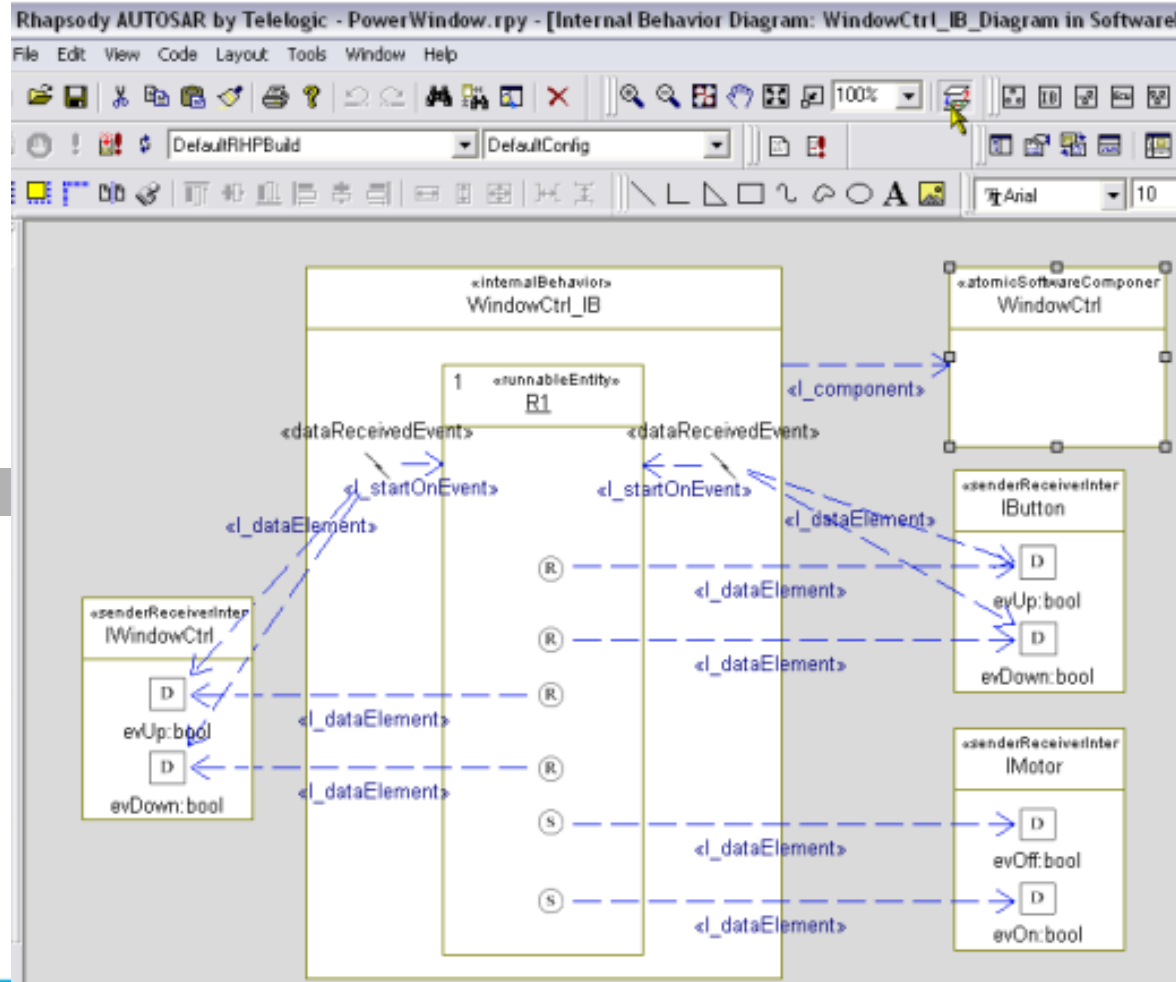 Rhapsody AUTOSAR by Telelogic - PowerWindow.rpy - [Internal Behavior Diagram: WindowCtrl_IB_Diagram in Software
File Edit View Code Layout Tools Window Help
100%
DefaultRHPBuild DefaultConfig
Arial 10
«internalBehavior»
WindowCtrl_IB
«atomicSoftwareComponer
WindowCtrl
«l_component»
1 «runnableEntity»
R1
«dataReceivedEvent» «dataReceivedEvent»
«l_startOnEvent» «l_startOnEvent»
«l_dataElement» «l_dataElement»
«senderReceiverInter
IButton
R D
«l_dataElement» evUp:bool
R D
«l_dataElement» evDown:bool
«senderReceiverInter
IWindowCtrl
D R
evUp:bool «l_dataElement»
D R
evDown:bool «l_dataElement»
«senderReceiverInter
IMotor
S D
«l_dataElement» evOff:bool
S D
«l_dataElement» evOn:bool